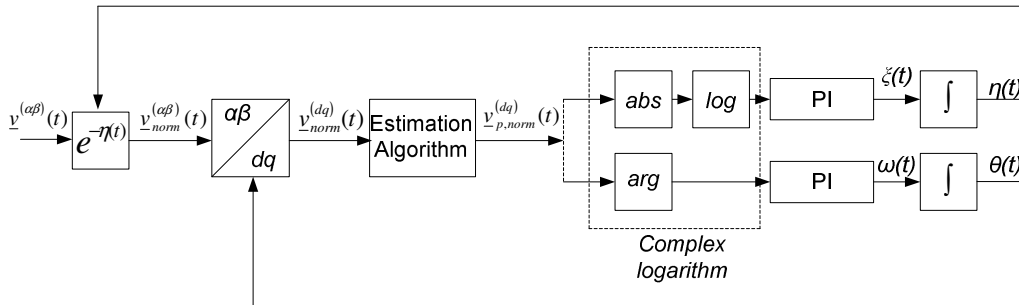 v^(αβ)(t)
e^-η(t)
v_norm^(αβ)(t)
αβ
dq
v_norm^(dq)(t)
Estimation
Algorithm
v_p,norm^(dq)(t)
abs
log
PI
ξ(t)
∫
η(t)
arg
PI
ω(t)
∫
θ(t)
Complex
logarithm